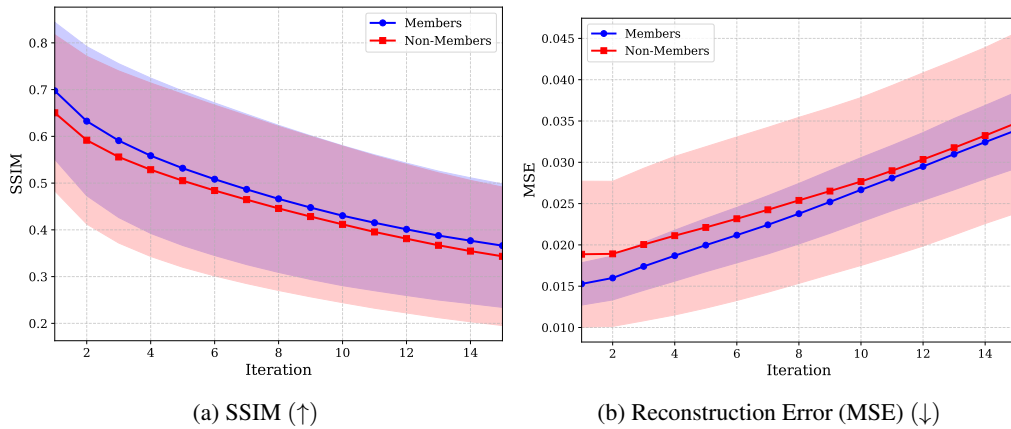 Members
Non-Members
0.8
0.7
0.6
0.5
0.4
0.3
0.2
SSIM
2 4 6 8 10 12 14
Iteration
(a) SSIM (↑)
Members
Non-Members
0.045
0.040
0.035
0.030
0.025
0.020
0.015
0.010
MSE
2 4 6 8 10 12 14
Iteration
(b) Reconstruction Error (MSE) (↓)